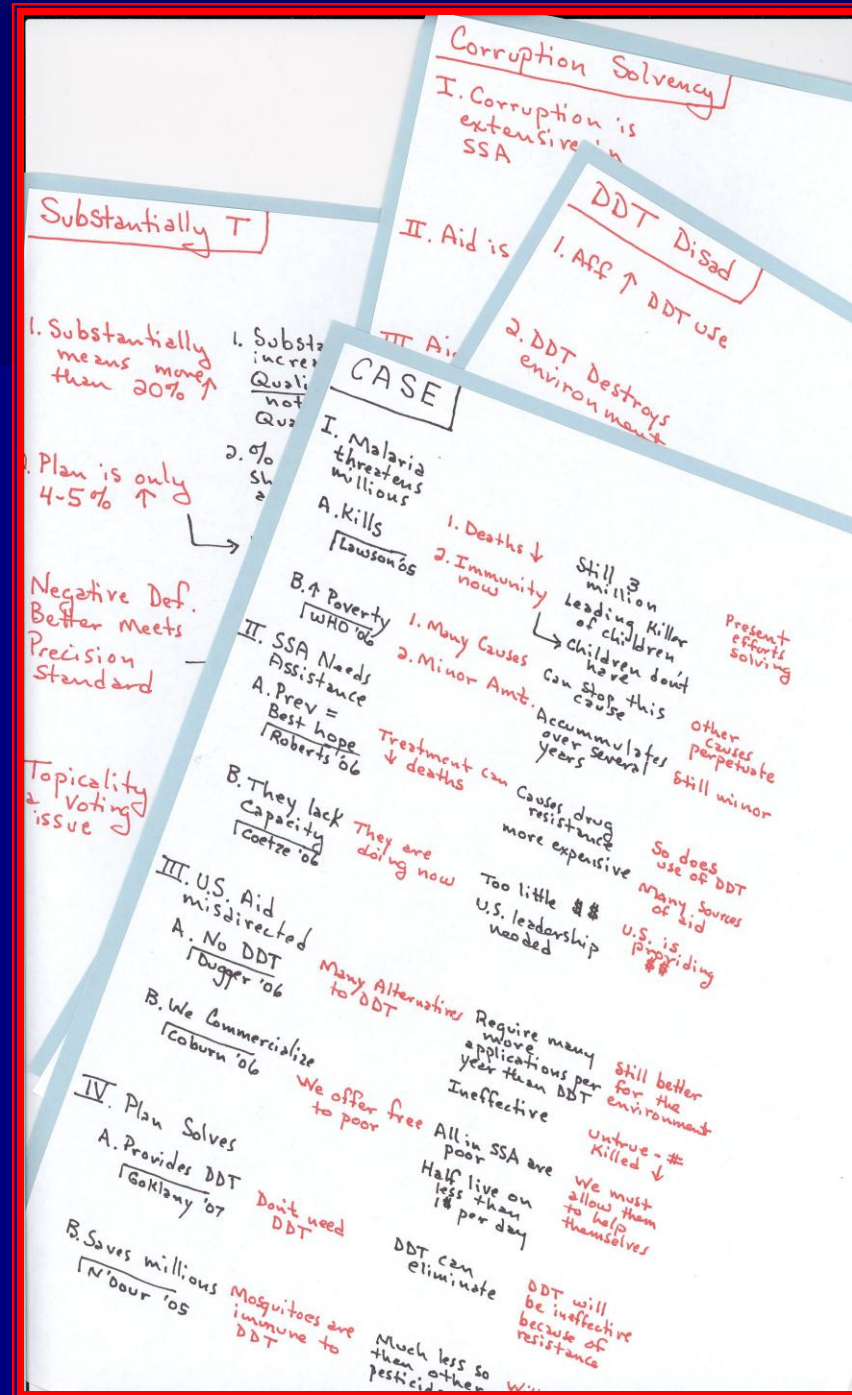 Corruption Solvency
I. Corruption is
extensive in
SSA
II. Aid is
III Ai
DDT Disad
1. Aff ↑ DDT use
2. DDT Destroys
environment
Substantially T
1. Substantially
means more
than 20% ↑
1. Substa
increa
Quali
not
Qua
. Plan is only
4-5% ↑
2. %
Sh
a
Negative Def.
Better Meets
Precision
Standard
Topicality
a Voting
issue
CASE
I. Malaria
threatens
millions
A. Kills
Lawson '05
1. Deaths ↓
2. Immunity
now
Still 3
million
Leading Killer
of children
Children don't
have
Present
efforts
solving
B. ↑ Poverty
WHO '06
1. Many Causes
2. Minor Amt.
Can stop this
cause
Accummulates
over several
years
other
causes
perpetuate
Still minor
II. SSA Needs
Assistance
A. Prev =
Best hope
Roberts '06
Treatment can
↓ deaths
Causes drug
resistance
more expensive
So does
use of DDT
B. They lack
Capacity
Coetze '06
They are
doing now
Too little $$
U.S. leadership
needed
Many Sources
of aid
U.S. is
providing
$$
III. U.S. Aid
misdirected
A. No DDT
Dugger '06
Many Alternatives
to DDT
Require many
more
applications per
year than DDT
Ineffective
Still better
for the
environment
Untrue - #
Killed ↓
B. We Commercialize
Coburn '06
We offer free
to poor
All in SSA are
poor
Half live on
less than
1$ per day
We must
allow them
to help
themselves
IV. Plan Solves
A. Provides DDT
Goklany '07
Don't need
DDT
DDT can
eliminate
DDT will
be ineffective
because of
resistance
B. Saves millions
N'Dour '05
Mosquitoes are
immune to
DDT
Much less so
then other
pesticid